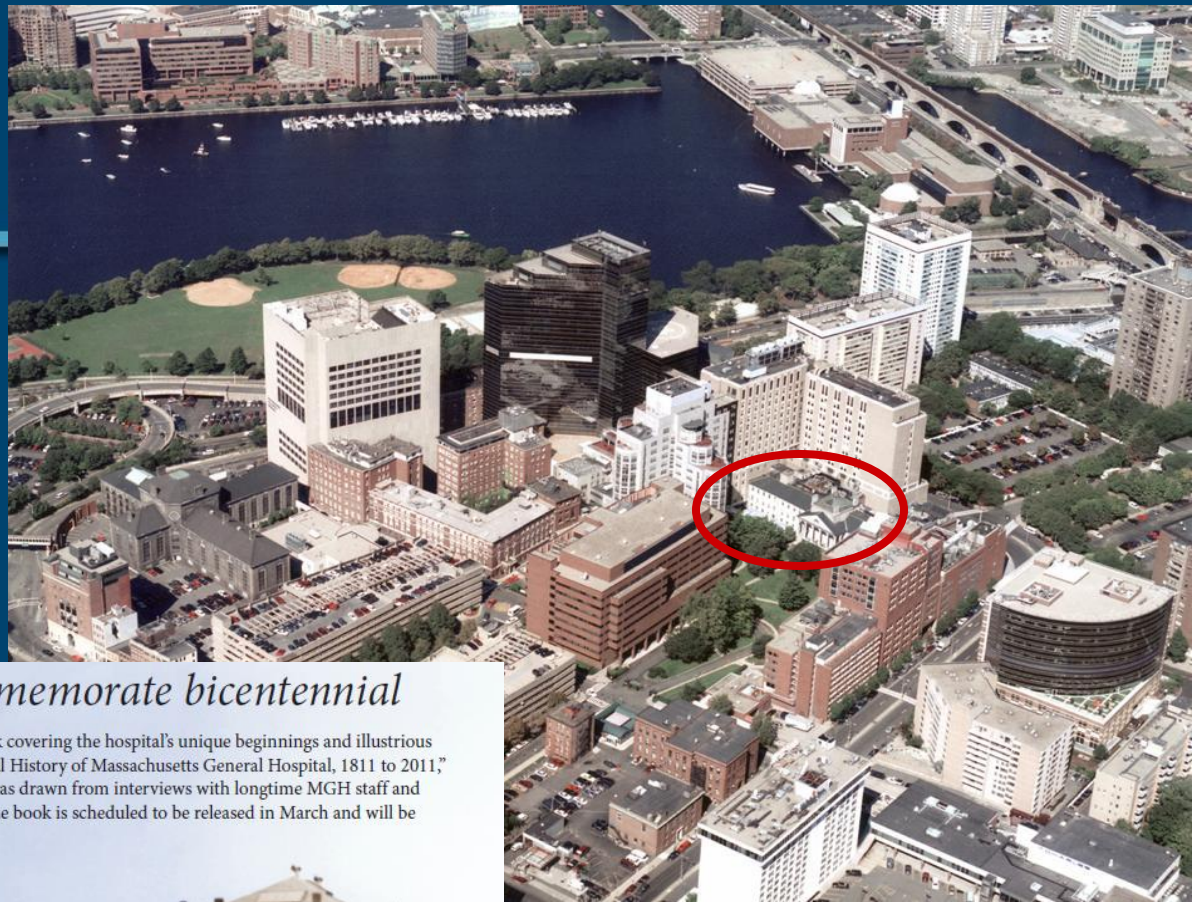 memorate bicentennial
k covering the hospital's unique beginnings and illustrious
l History of Massachusetts General Hospital, 1811 to 2011,”
as drawn from interviews with longtime MGH staff and
e book is scheduled to be released in March and will be